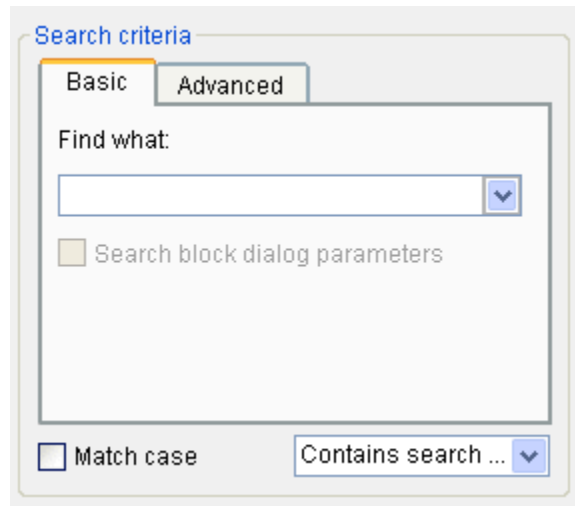 Search criteria
Basic Advanced
Find what:
Search block dialog parameters
Match case Contains search ...